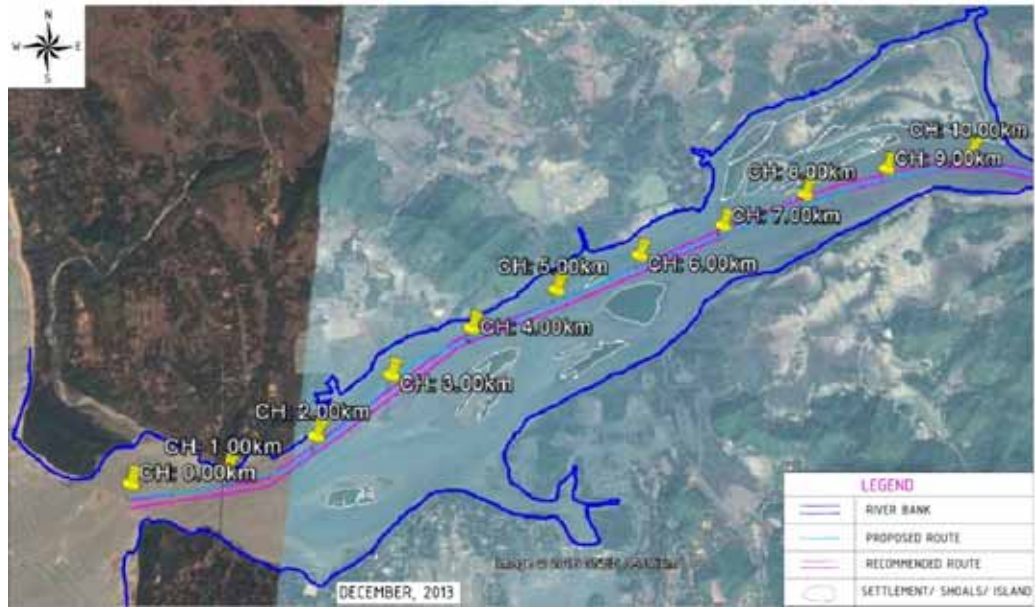 N
W E
S
CH: 10.00km
CH: 9.00km
CH: 8.00km
CH: 7.00km
CH: 6.00km
CH: 5.00km
CH: 4.00km
CH: 3.00km
CH: 2.00km
CH: 1.00km
CH: 0.00km
LEGEND
RIVER BANK
PROPOSED ROUTE
RECOMMENDED ROUTE
SETTLEMENT/ SHOALS/ ISLAND
Image ©
DECEMBER, 2013